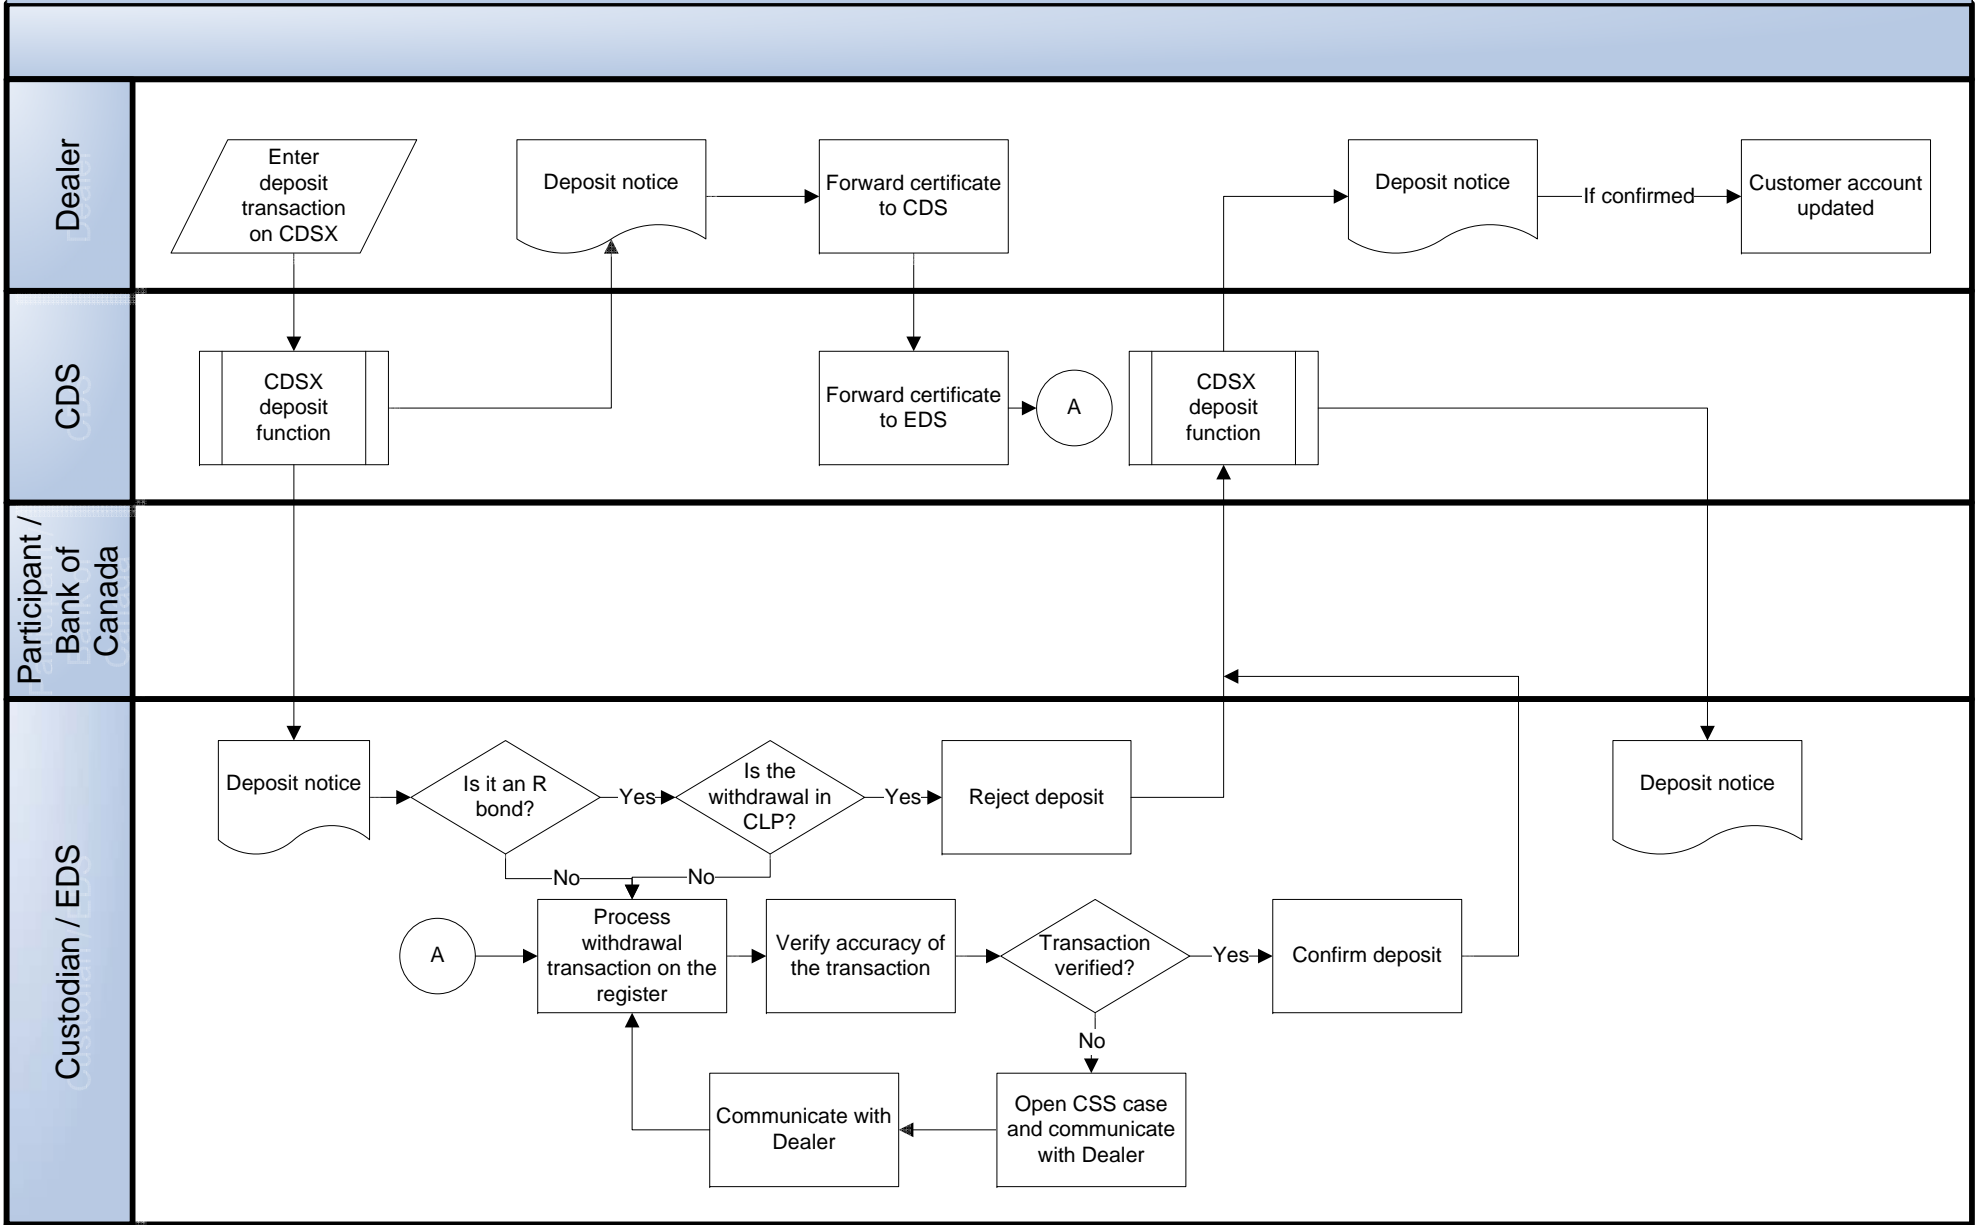 Dealer
Enter
deposit
transaction
on CDSX
Deposit notice
Forward certificate
to CDS
Deposit notice
If confirmed
Customer account
updated
CDS
CDSX
deposit
function
Forward certificate
to EDS
A
CDSX
deposit
function
Participant /
Bank of
Canada
Custodian / EDS
Deposit notice
Is it an R
bond?
Yes
Is the
withdrawal in
CLP?
Yes
Reject deposit
Deposit notice
No
No
A
Process
withdrawal
transaction on the
register
Verify accuracy of
the transaction
Transaction
verified?
Yes
Confirm deposit
No
Communicate with
Dealer
Open CSS case
and communicate
with Dealer